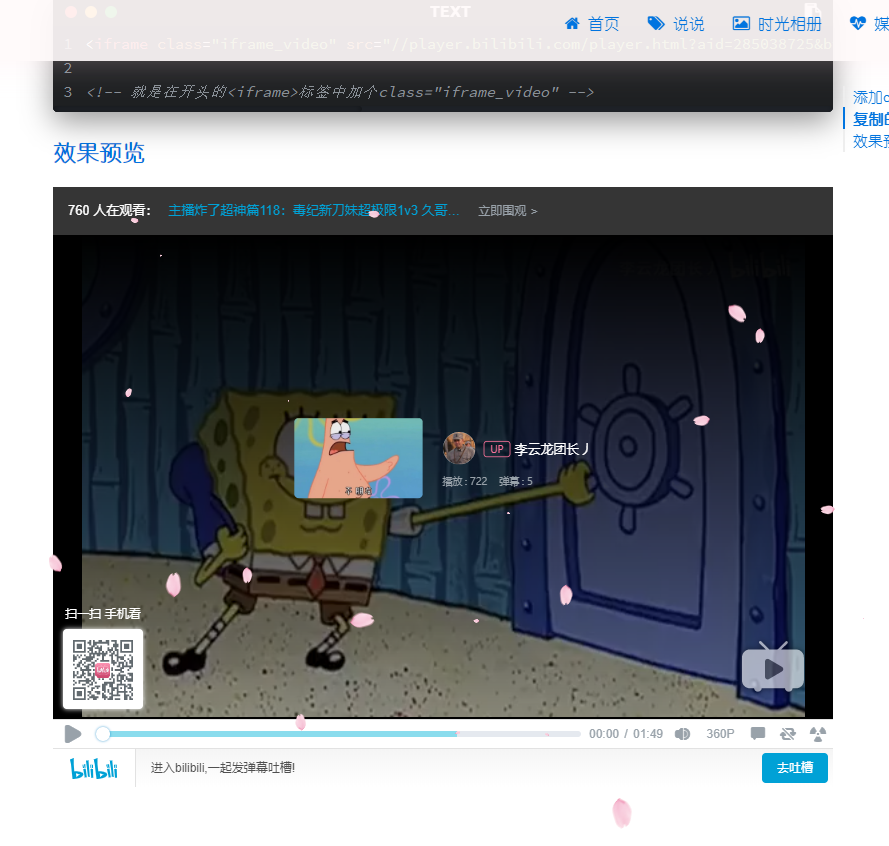 TEXT
首页 说说 时光相册 媒
1 <iframe class="iframe_video" src="//player.bilibili.com/player.html?aid=285038725&b
2
3 <!-- 就是在开头的<iframe>标签中加个class="iframe_video" -->
添加c
复制的
效果预
效果预览
760 人在观看： 主播炸了超神篇118：毒纪新刀妹超极限1v3 久哥... 立即围观 >
UP 李云龙团长丿
播放 : 722 弹幕 : 5
扫一扫 手机看
00:00 / 01:49 360P
bilibili 进入bilibili,一起发弹幕吐槽! 去吐槽